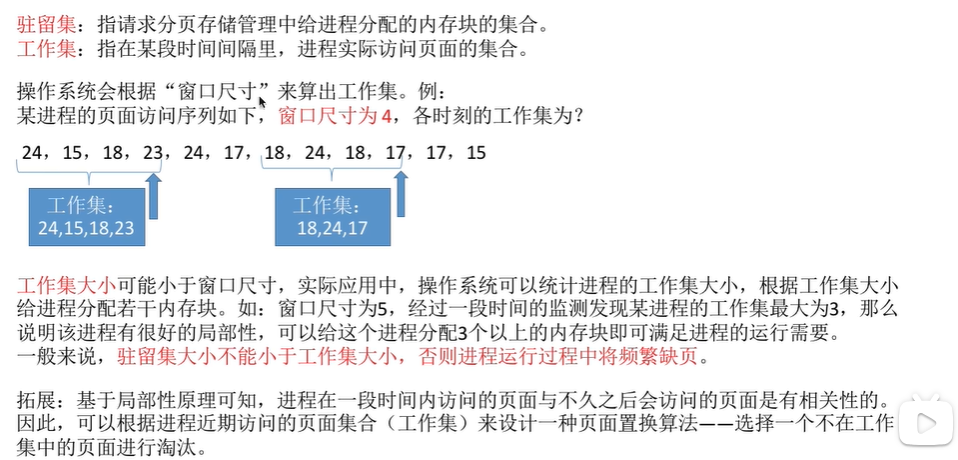 驻留集：指请求分页存储管理中给进程分配的内存块的集合。
工作集：指在某段时间间隔里，进程实际访问页面的集合。
操作系统会根据“窗口尺寸”来算出工作集。例：
某进程的页面访问序列如下，窗口尺寸为4，各时刻的工作集为？
24，15，18，23，24，17，18，24，18，17，17，15
工作集：
24,15,18,23
工作集：
18,24,17
工作集大小可能小于窗口尺寸，实际应用中，操作系统可以统计进程的工作集大小，根据工作集大小
给进程分配若干内存块。如：窗口尺寸为5，经过一段时间的监测发现某进程的工作集最大为3，那么
说明该进程有很好的局部性，可以给这个进程分配3个以上的内存块即可满足进程的运行需要。
一般来说，驻留集大小不能小于工作集大小，否则进程运行过程中将频繁缺页。
拓展：基于局部性原理可知，进程在一段时间内访问的页面与不久之后会访问的页面是有相关性的。
因此，可以根据进程近期访问的页面集合（工作集）来设计一种页面置换算法——选择一个不在工作
集中的页面进行淘汰。